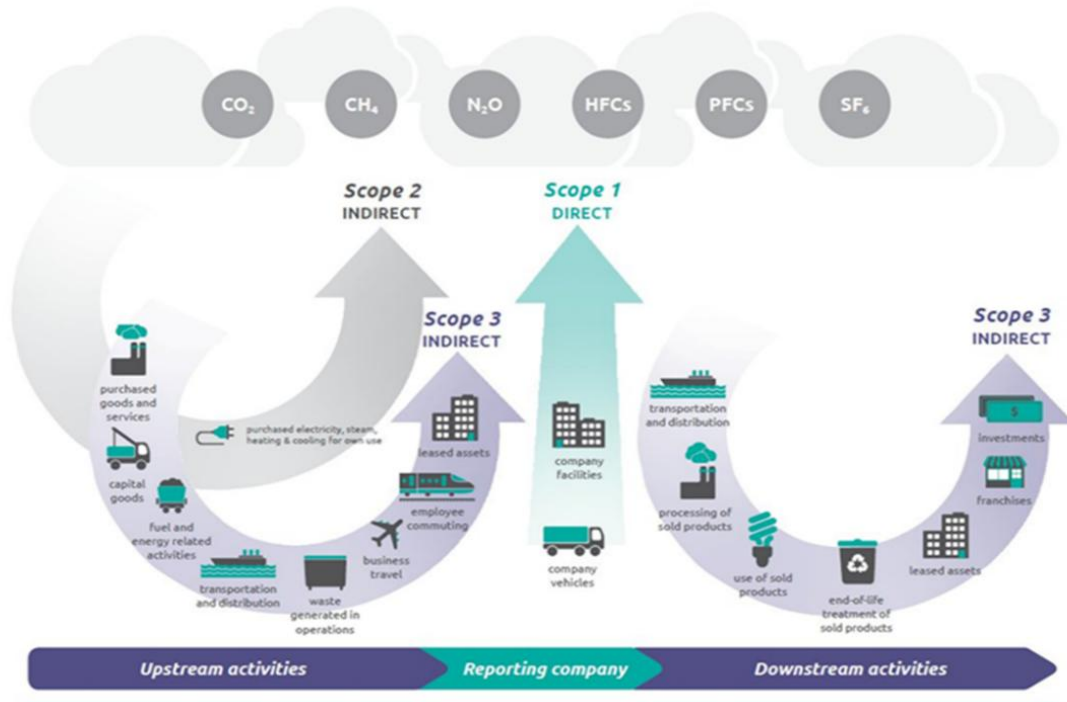 CO₂
CH₄
N₂O
HFCs
PFCs
SF₆
Scope 2
INDIRECT
Scope 1
DIRECT
Scope 3
INDIRECT
Scope 3
INDIRECT
purchased
goods and
services
capital
goods
fuel and
energy related
activities
transportation
and distribution
waste
generated in
operations
business
travel
employee
commuting
leased assets
purchased electricity, steam,
heating & cooling for own use
company
facilities
company
vehicles
transportation
and distribution
processing of
sold products
use of sold
products
end-of-life
treatment of
sold products
leased assets
franchises
$
investments
Upstream activities
Reporting company
Downstream activities